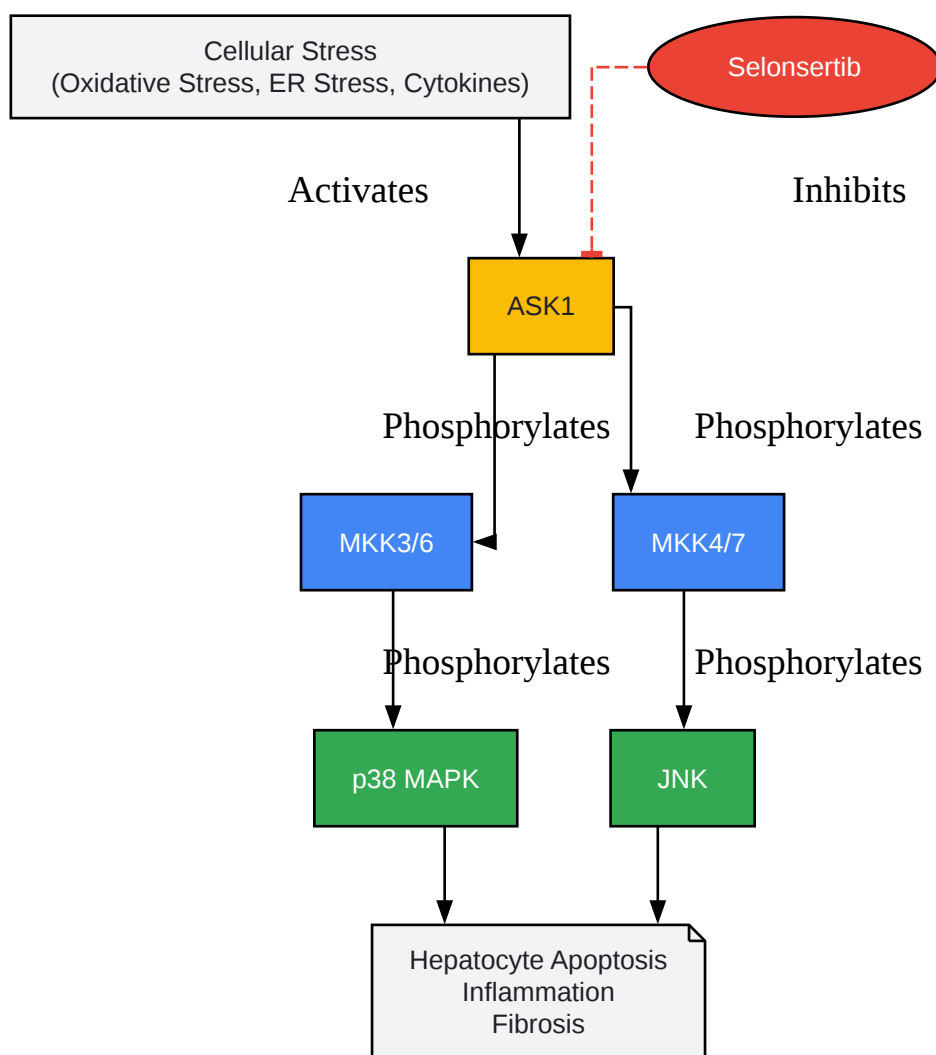 Cellular Stress
(Oxidative Stress, ER Stress, Cytokines)
Selonsertib
Activates
Inhibits
ASK1
Phosphorylates
Phosphorylates
MKK3/6
MKK4/7
Phosphorylates
Phosphorylates
p38 MAPK
JNK
Hepatocyte Apoptosis
Inflammation
Fibrosis